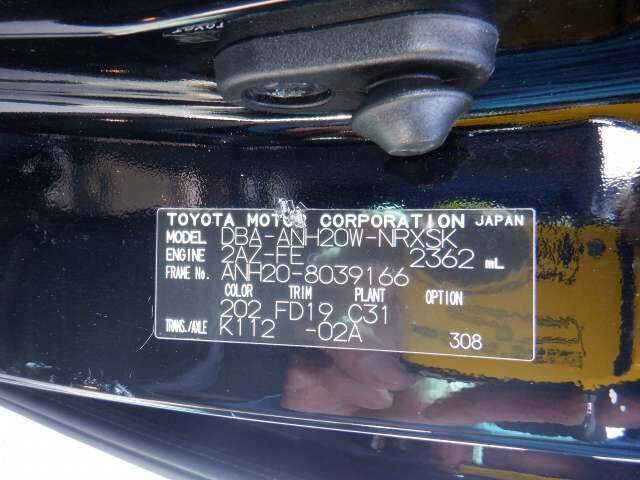 TOYOTA MOTOR CORPORATION JAPAN
MODEL DBA-ANH20W-NRXSK
ENGINE 2AZ-FE 2362 mL
FRAME No. ANH20-8039166
COLOR TRIM PLANT OPTION
202 FD19 C31
TRANS./AXLE K112 -02A 308